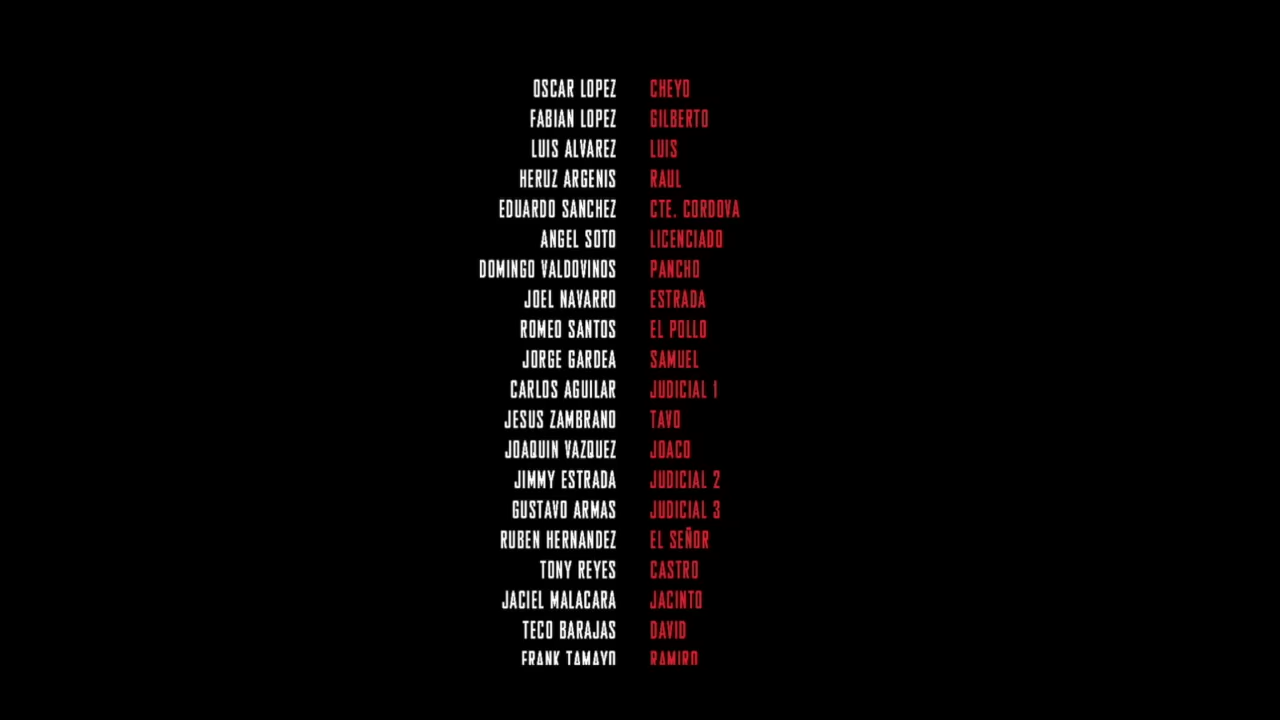 OSCAR LOPEZ CHEYO
FABIAN LOPEZ GILBERTO
LUIS ALVAREZ LUIS
HERUZ ARGENIS RAUL
EDUARDO SANCHEZ CTE. CORDOVA
ANGEL SOTO LICENCIADO
DOMINGO VALDOVINOS PANCHO
JOEL NAVARRO ESTRADA
ROMEO SANTOS EL POLLO
JORGE GARDEA SAMUEL
CARLOS AGUILAR JUDICIAL 1
JESUS ZAMBRANO TAVO
JOAQUIN VAZQUEZ JOACO
JIMMY ESTRADA JUDICIAL 2
GUSTAVO ARMAS JUDICIAL 3
RUBEN HERNANDEZ EL SEÑOR
TONY REYES CASTRO
JACIEL MALACARA JACINTO
TECO BARAJAS DAVID
FRANK TAMAYO RAMIRO